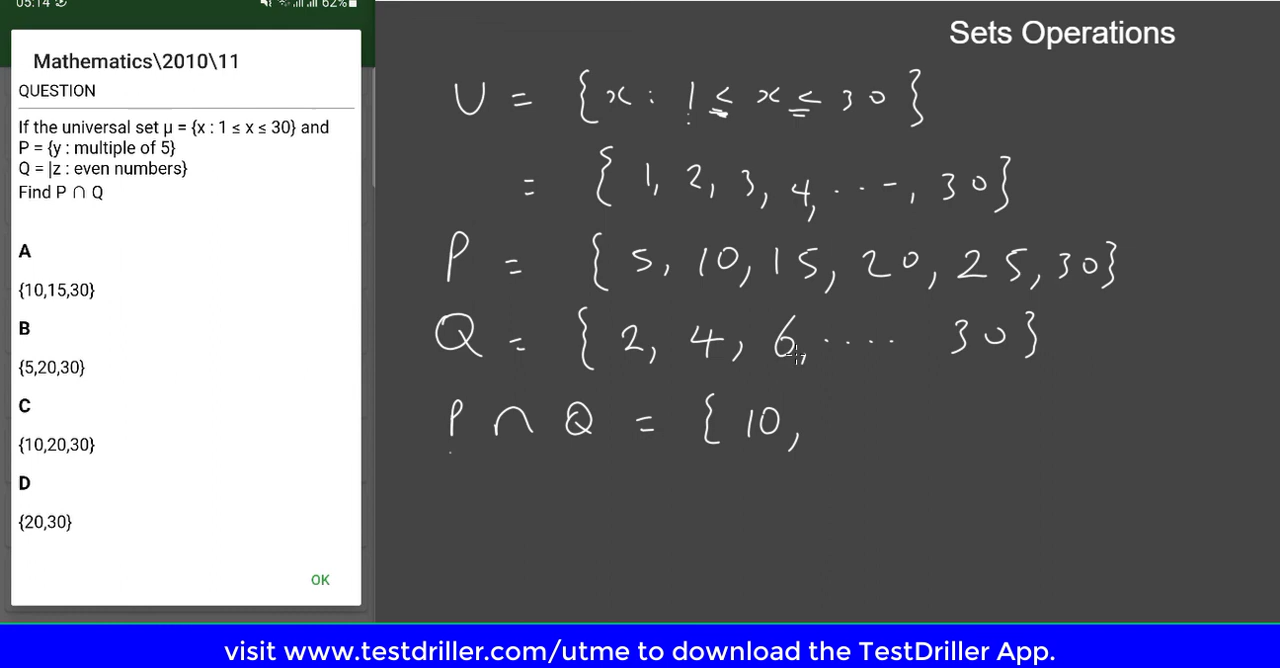 05:14
62%
Mathematics\2010\11
QUESTION
If the universal set µ = {x : 1 ≤ x ≤ 30} and
P = {y : multiple of 5}
Q = |z : even numbers}
Find P ∩ Q
A
{10,15,30}
B
{5,20,30}
C
{10,20,30}
D
{20,30}
OK
Sets Operations
U = {x : 1 ≤ x ≤ 30}
= {1, 2, 3, 4, ..., 30}
P = {5, 10, 15, 20, 25, 30}
Q = {2, 4, 6, .... 30}
P ∩ Q = {10,
visit www.testdriller.com/utme to download the TestDriller App.